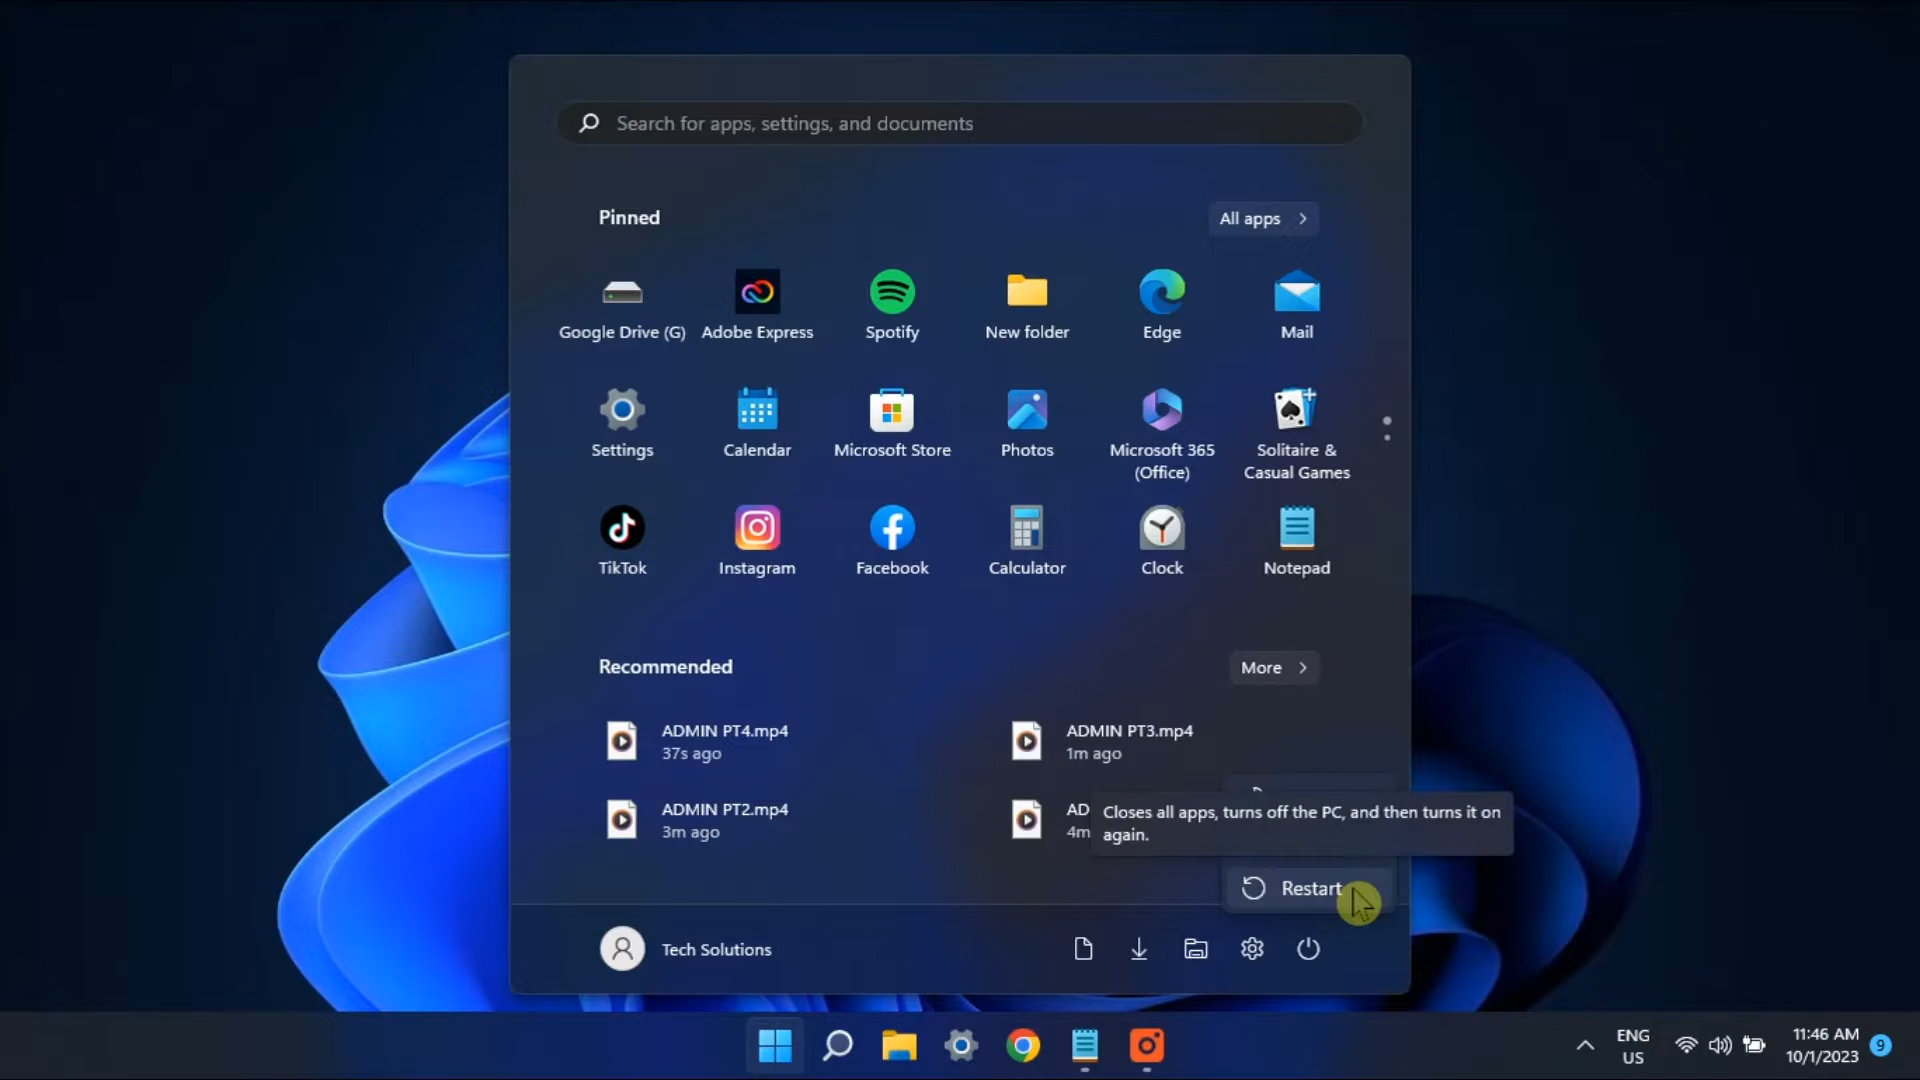 Search for apps, settings, and documents
Pinned
All apps
Google Drive (G)
Adobe Express
Spotify
New folder
Edge
Mail
Settings
Calendar
Microsoft Store
Photos
Microsoft 365
(Office)
Solitaire &
Casual Games
TikTok
Instagram
Facebook
Calculator
Clock
Notepad
Recommended
More
ADMIN PT4.mp4
37s ago
ADMIN PT3.mp4
1m ago
ADMIN PT2.mp4
3m ago
AD
4m
Closes all apps, turns off the PC, and then turns it on
again.
Restart
Tech Solutions
ENG
US
11:46 AM
10/1/2023
9